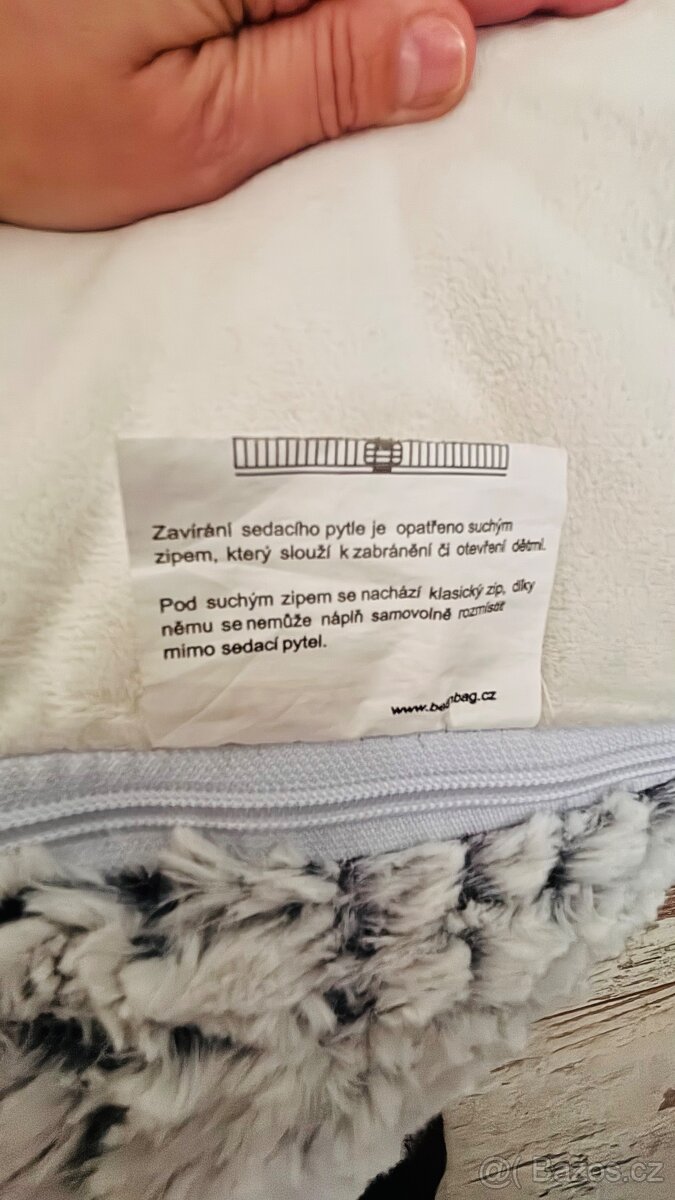 Zavírání sedacího pytle je opatřeno suchým
zipem, který slouží k zabránění či otevření dětmi.
Pod suchým zipem se nachází klasický zip, díky
němu se nemůže náplň samovolně rozmísát
mimo sedací pytel.
Bazos.cz